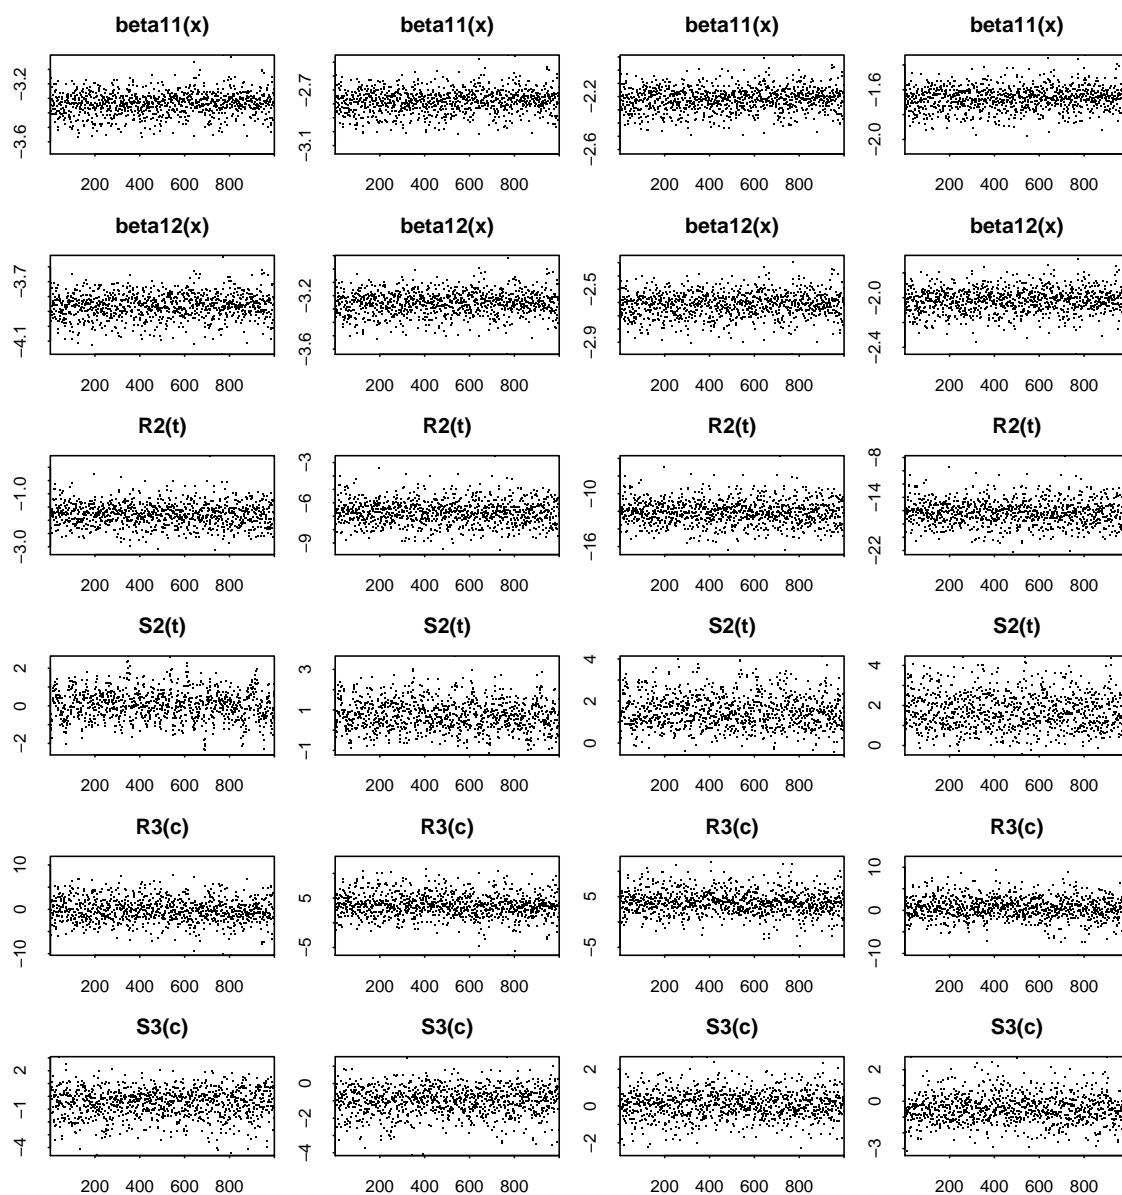 beta11(x) beta11(x) beta11(x) beta11(x)
−3.2 −3.6 −2.7 −3.1 −2.2 −2.6 −1.6 −2.0
200 400 600 800 200 400 600 800 200 400 600 800 200 400 600 800
beta12(x) beta12(x) beta12(x) beta12(x)
−3.7 −4.1 −3.2 −3.6 −2.5 −2.9 −2.0 −2.4
200 400 600 800 200 400 600 800 200 400 600 800 200 400 600 800
R2(t) R2(t) R2(t) R2(t)
−1.0 −3.0 −3 −6 −9 −10 −16 −8 −14 −22
200 400 600 800 200 400 600 800 200 400 600 800 200 400 600 800
S2(t) S2(t) S2(t) S2(t)
2 0 −2 3 1 −1 4 2 0 4 2 0
200 400 600 800 200 400 600 800 200 400 600 800 200 400 600 800
R3(c) R3(c) R3(c) R3(c)
10 0 −10 5 −5 5 −5 10 0 −10
200 400 600 800 200 400 600 800 200 400 600 800 200 400 600 800
S3(c) S3(c) S3(c) S3(c)
2 −1 −4 0 −2 −4 2 0 −2 2 0 −3
200 400 600 800 200 400 600 800 200 400 600 800 200 400 600 800